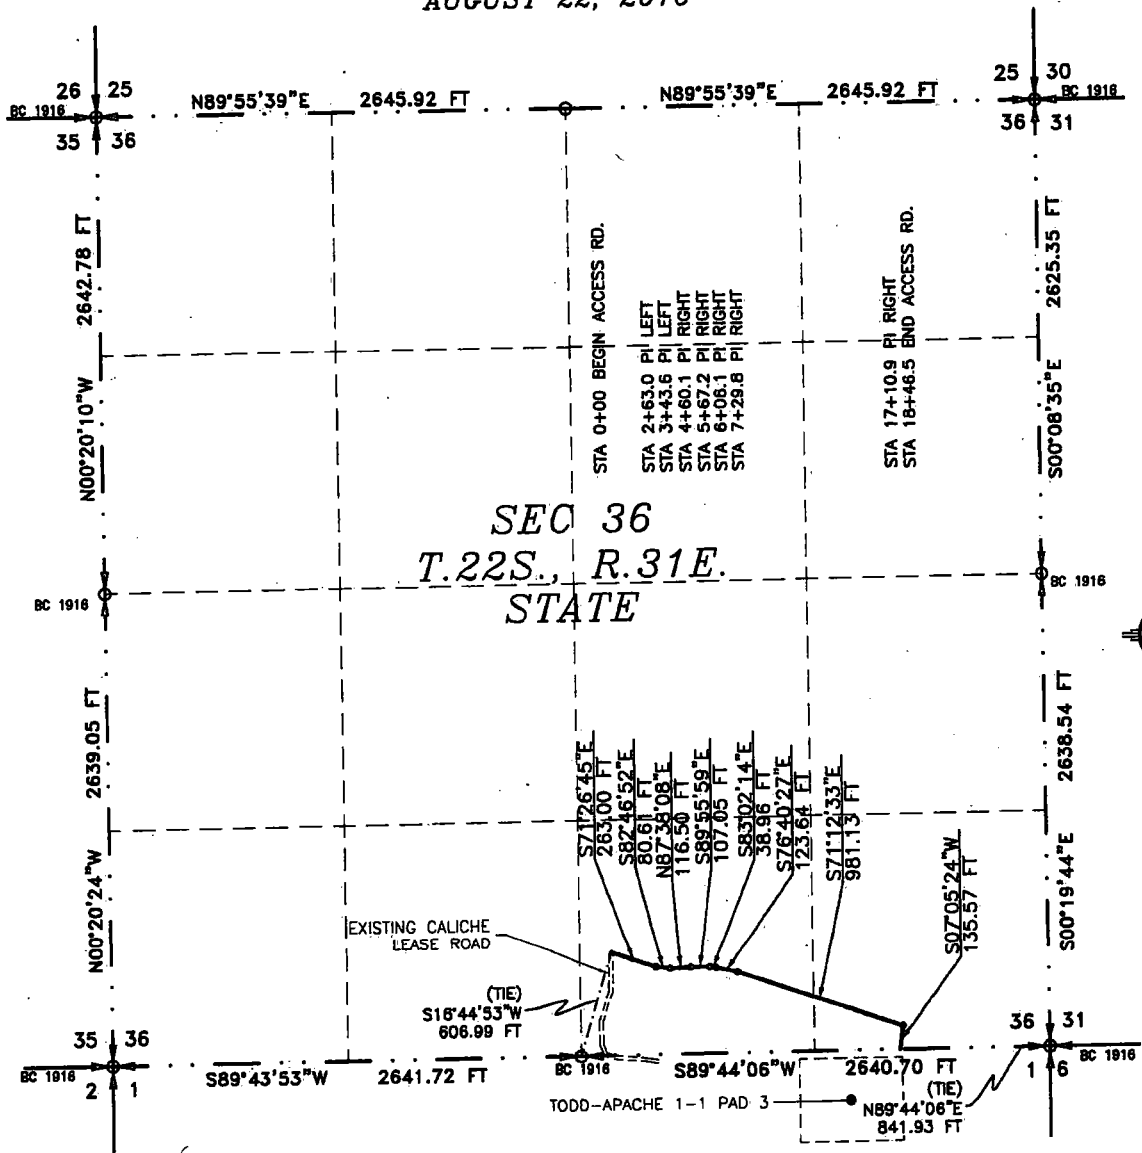 26 25
BC 1916
35 36
N89°55'39"E 2645.92 FT
N89°55'39"E 2645.92 FT
25 30
BC 1916
36 31
2642.78 FT
N00°20'10"W
STA 0+00 BEGIN ACCESS RD.
STA 2+63.0 PI LEFT
STA 3+43.6 PI LEFT
STA 4+60.1 PI RIGHT
STA 5+67.2 PI RIGHT
STA 6+06.1 PI RIGHT
STA 7+29.8 PI RIGHT
STA 17+10.9 PI RIGHT
STA 18+46.5 END ACCESS RD.
2625.35 FT
S00°08'35"E
SEC 36
T.22S., R.31E.
STATE
BC 1916
BC 1916
2639.05 FT
N00°20'24"W
S71°26'45"E
263.00 FT
S82°46'52"E
80.61 FT
N87°38'08"E
116.50 FT
S89°55'59"E
107.05 FT
S83°02'14"E
38.96 FT
S76°40'27"E
123.64 FT
S71°12'33"E
981.13 FT
S07°05'24"W
135.57 FT
2638.54 FT
S00°19'44"E
EXISTING CALICHE
LEASE ROAD
(TIE)
S16°44'53"W
606.99 FT
35 36
BC 1916
2 1
S89°43'53"W 2641.72 FT
BC 1916
S89°44'06"W 2640.70 FT
36 31
BC 1916
1 6
(TIE)
N89°44'06"E
841.93 FT
TODD-APACHE 1-1 PAD 3